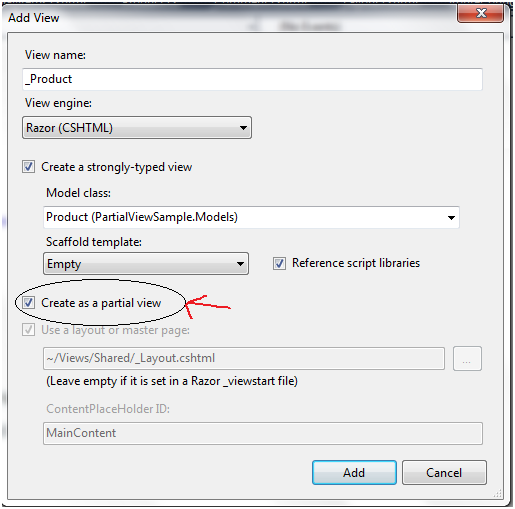 Add View
View name:
_Product
View engine:
Razor (CSHTML)
Create a strongly-typed view
Model class:
Product (PartialViewSample.Models)
Scaffold template:
Empty
Reference script libraries
Create as a partial view
Use a layout or master page:
~/Views/Shared/_Layout.cshtml
...
(Leave empty if it is set in a Razor _viewstart file)
ContentPlaceHolder ID:
MainContent
Add
Cancel